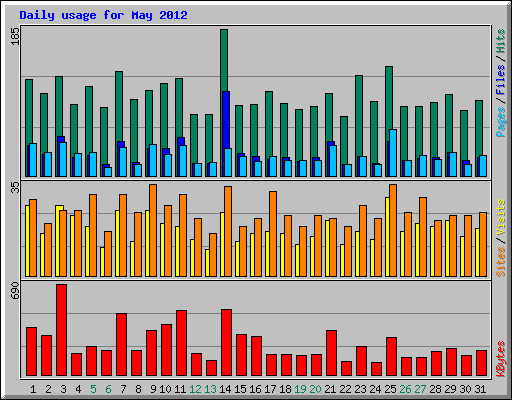 Daily usage for May 2012
185
Pages/Files/Hits
35
Sites/Visits
690
KBytes
1 2 3 4 5 6 7 8 9 10 11 12 13 14 15 16 17 18 19 20 21 22 23 24 25 26 27 28 29 30 31